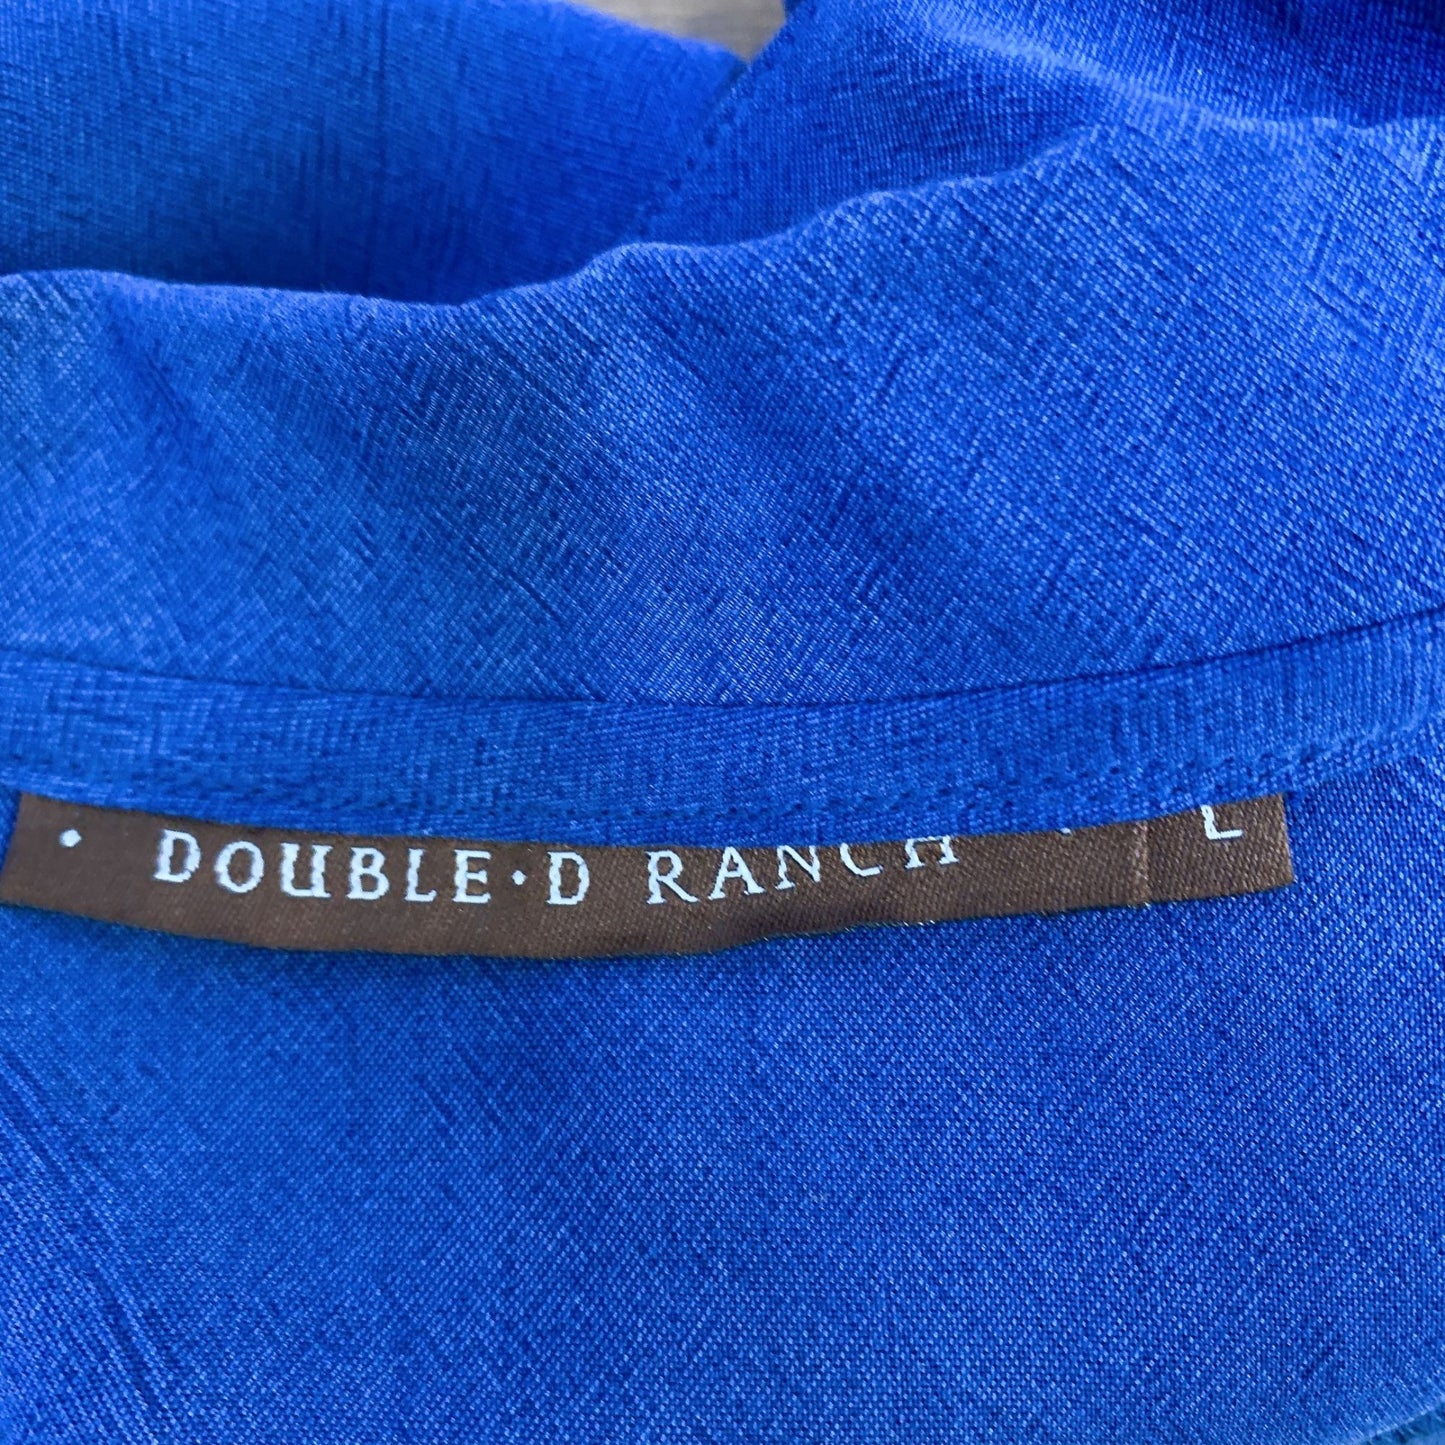 • DOUBLE•D RANCH • L